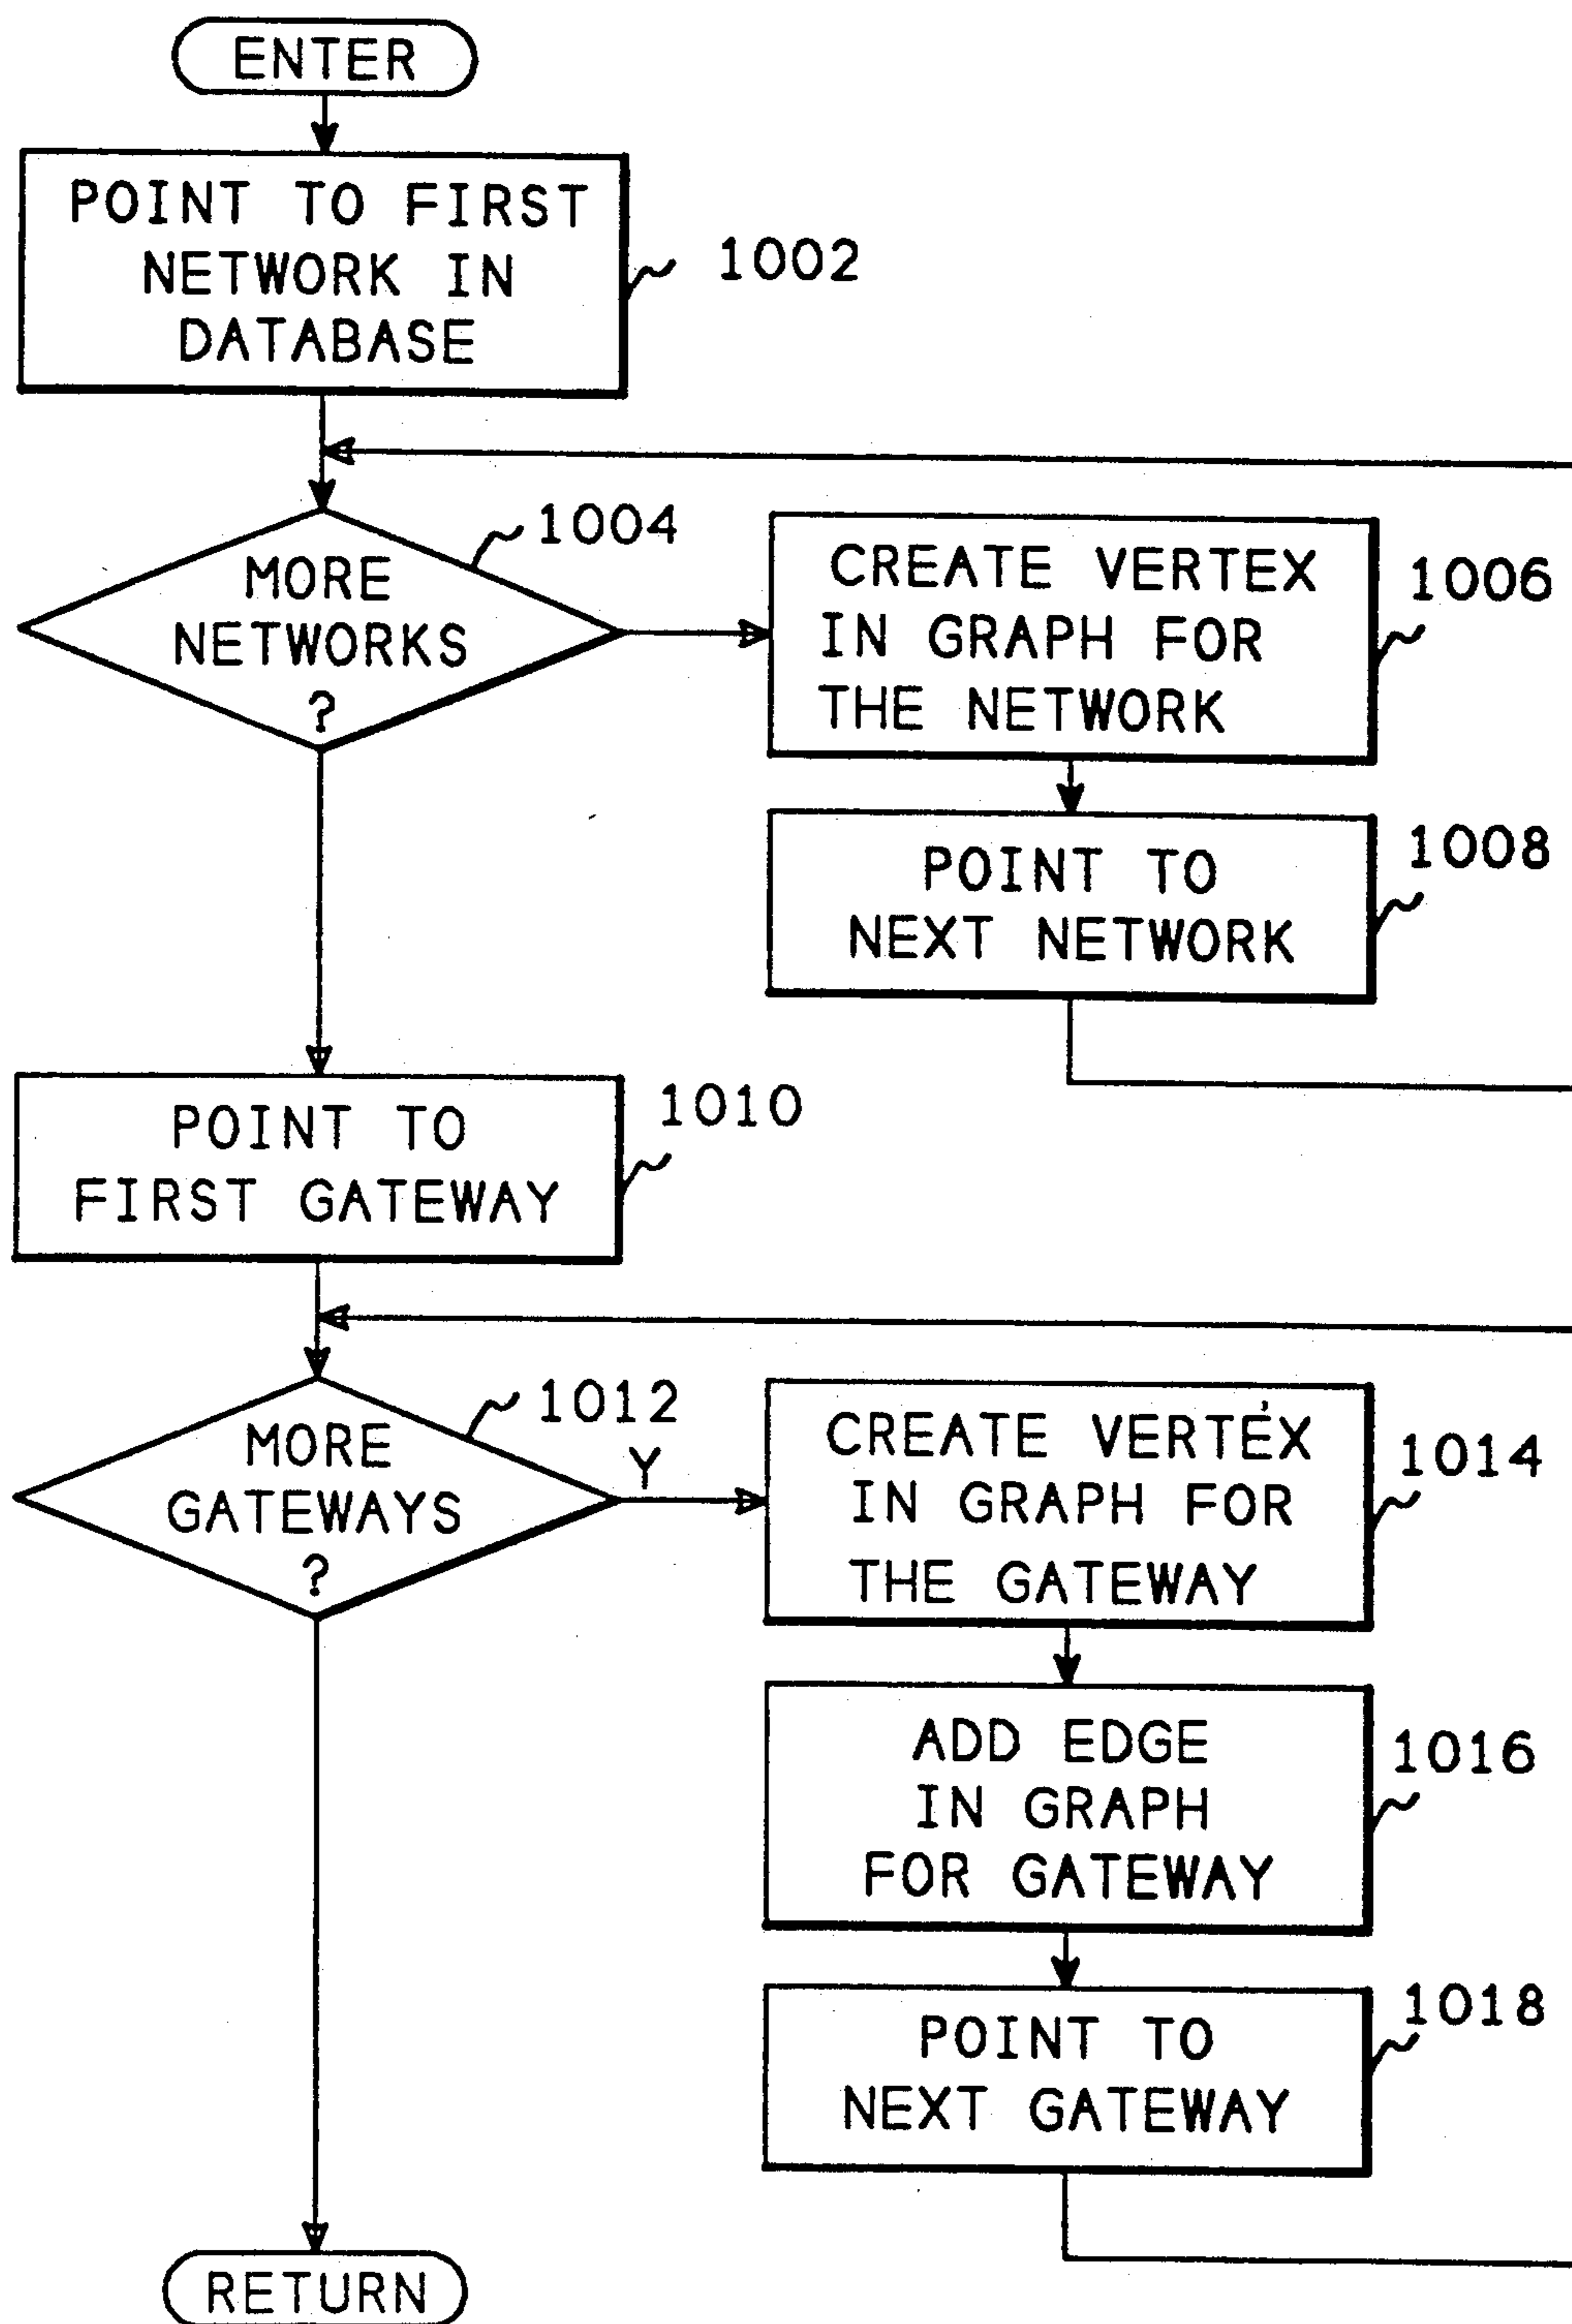 ENTER
POINT TO FIRST
NETWORK IN
DATABASE
1002
MORE
NETWORKS
?
1004
CREATE VERTEX
IN GRAPH FOR
THE NETWORK
1006
POINT TO
NEXT NETWORK
1008
POINT TO
FIRST GATEWAY
1010
MORE
GATEWAYS
?
1012
Y
CREATE VERTEX
IN GRAPH FOR
THE GATEWAY
1014
ADD EDGE
IN GRAPH
FOR GATEWAY
1016
POINT TO
NEXT GATEWAY
1018
RETURN